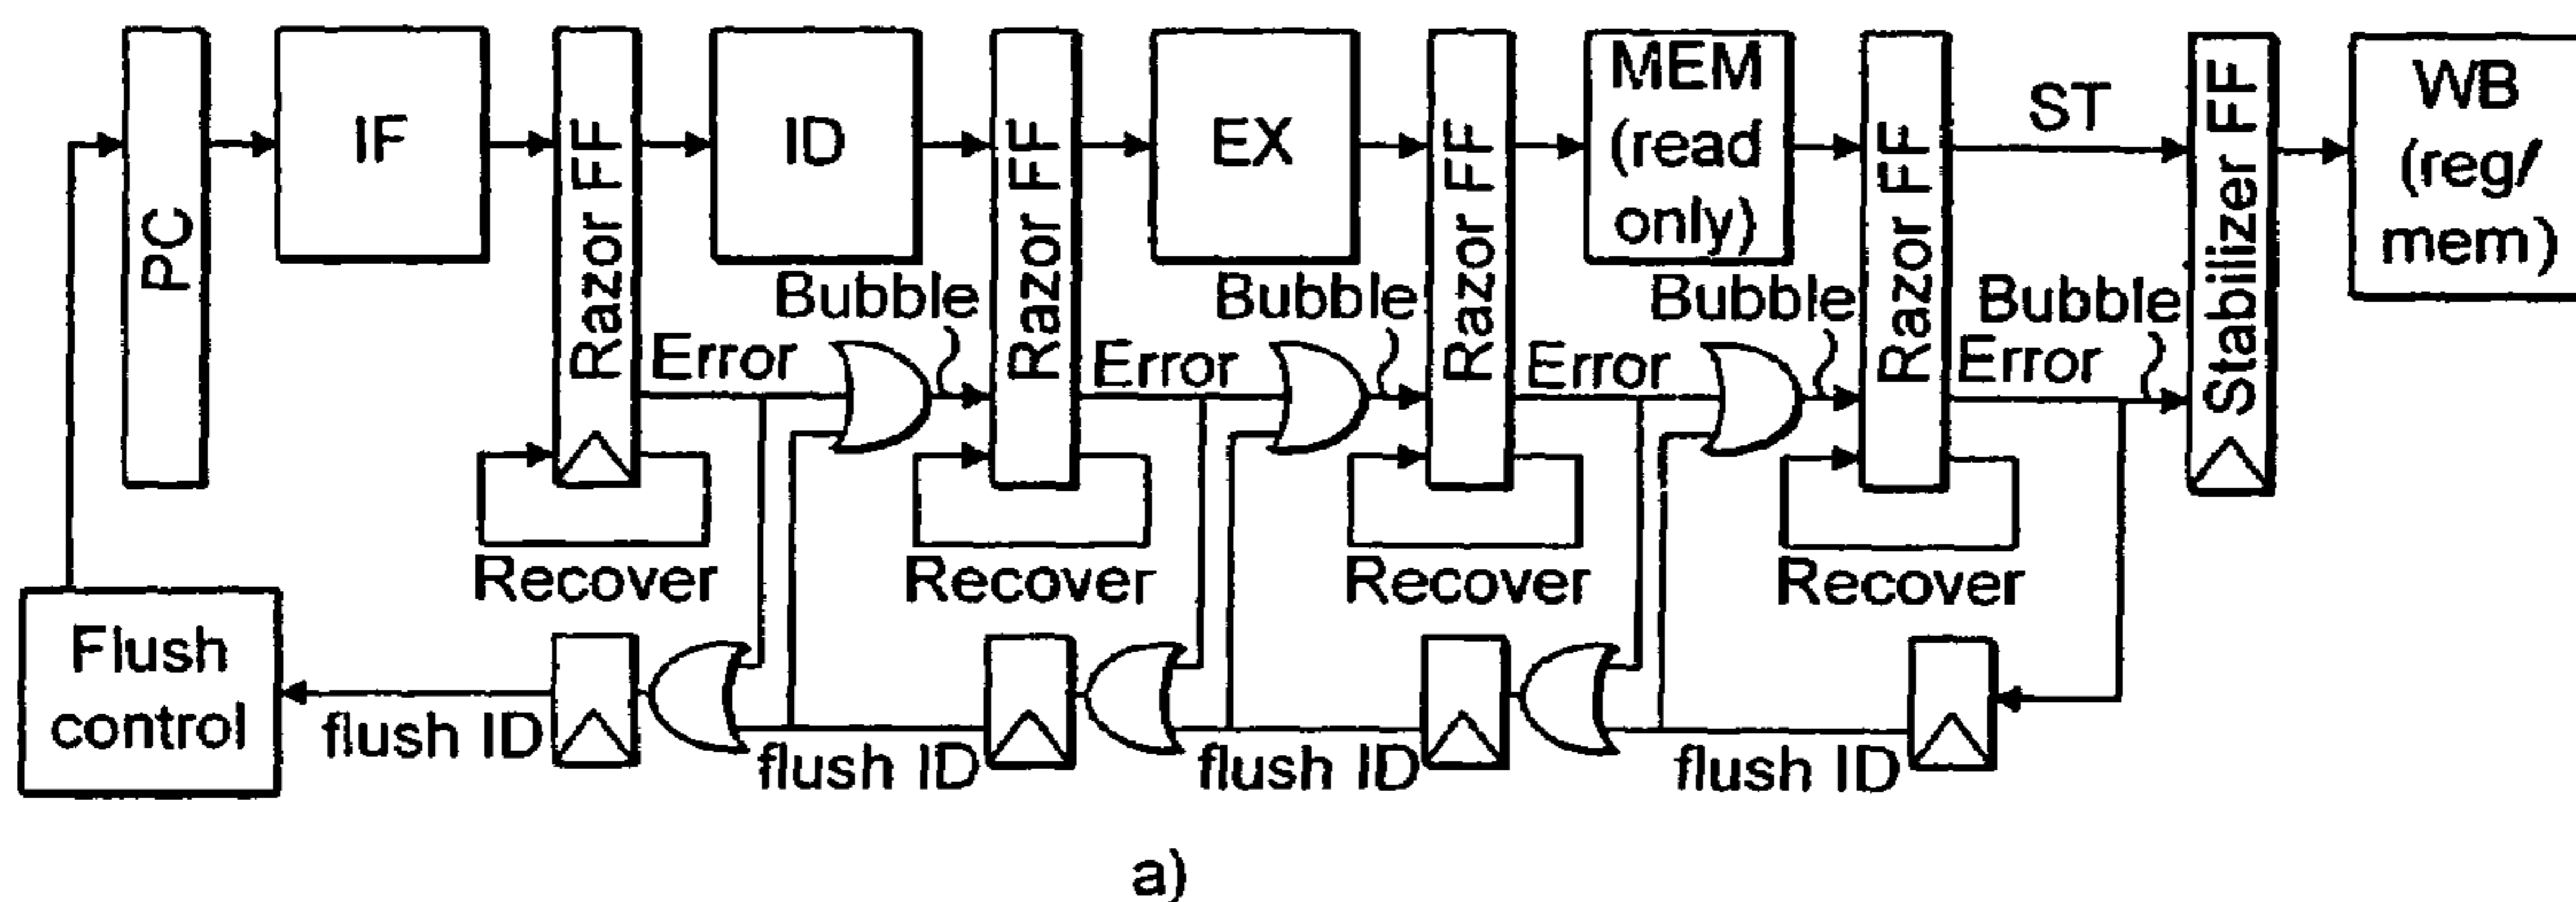 PC
IF
Razor FF
ID
Razor FF
EX
Razor FF
MEM
(read
only)
Razor FF
ST
Stabilizer FF
WB
(reg/
mem)
Bubble
Bubble
Bubble
Bubble
Error
Error
Error
Error
Recover
Recover
Recover
Recover
Flush
control
flush ID
flush ID
flush ID
flush ID
a)